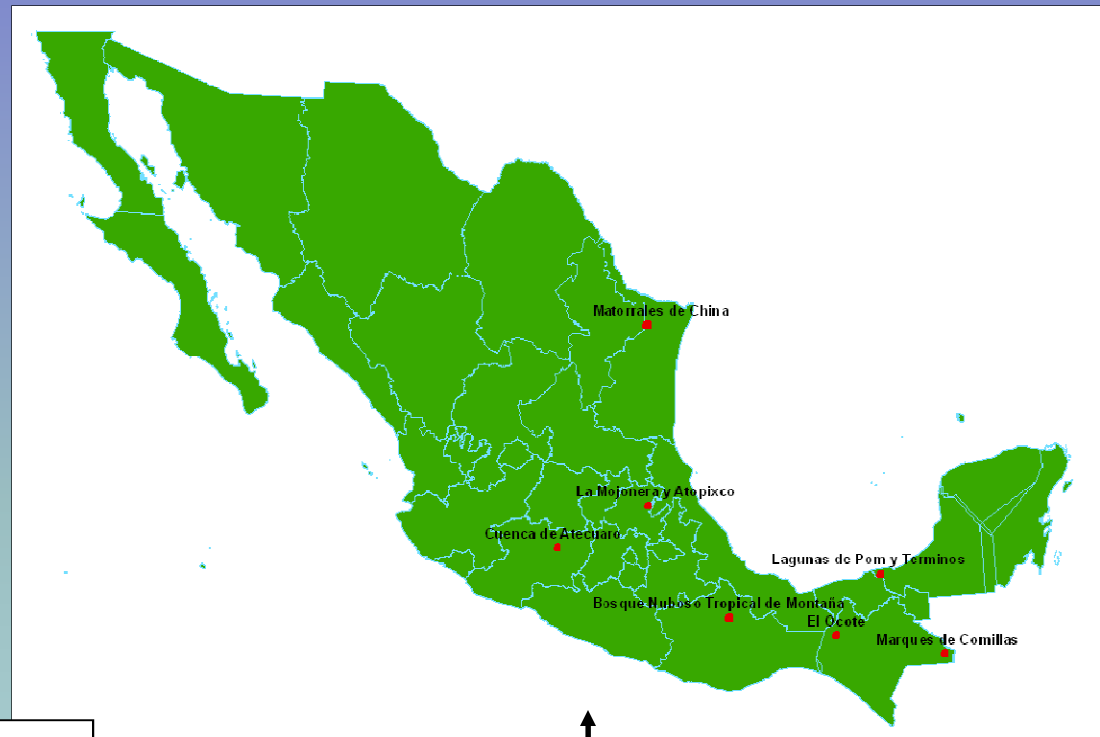 Matorrales de China
La Mojonera y Atopixco
Cuenca de Atecuaro
Lagunas de Pom y Terminos
Bosque Nuboso Tropical de Montaña
El Ocote
Marques de Comillas